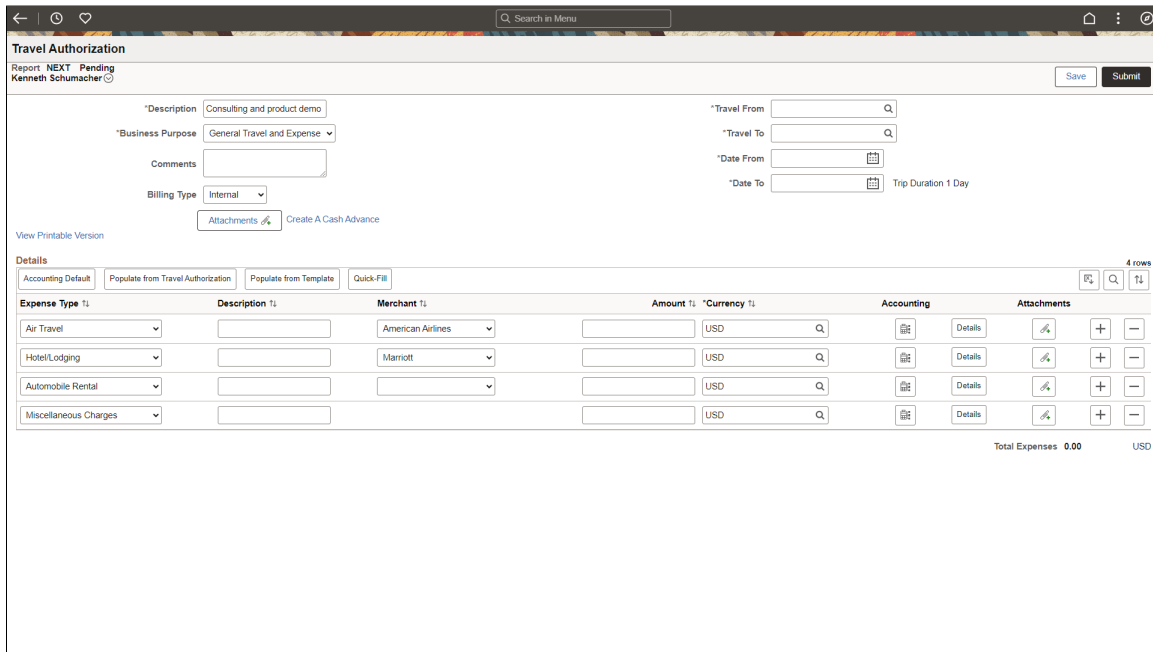 Search in Menu
Travel Authorization
Report NEXT Pending
Kenneth Schumacher
Save
Submit
*Description Consulting and product demo
*Travel From
*Business Purpose General Travel and Expense
*Travel To
Comments
*Date From
*Date To Trip Duration 1 Day
Billing Type Internal
Attachments Create A Cash Advance
View Printable Version
Details
4 rows
Accounting Default Populate from Travel Authorization Populate from Template Quick-Fill
Expense Type Description Merchant Amount *Currency Accounting Attachments
Air Travel American Airlines USD Details
Hotel/Lodging Marriott USD Details
Automobile Rental USD Details
Miscellaneous Charges USD Details
Total Expenses 0.00 USD